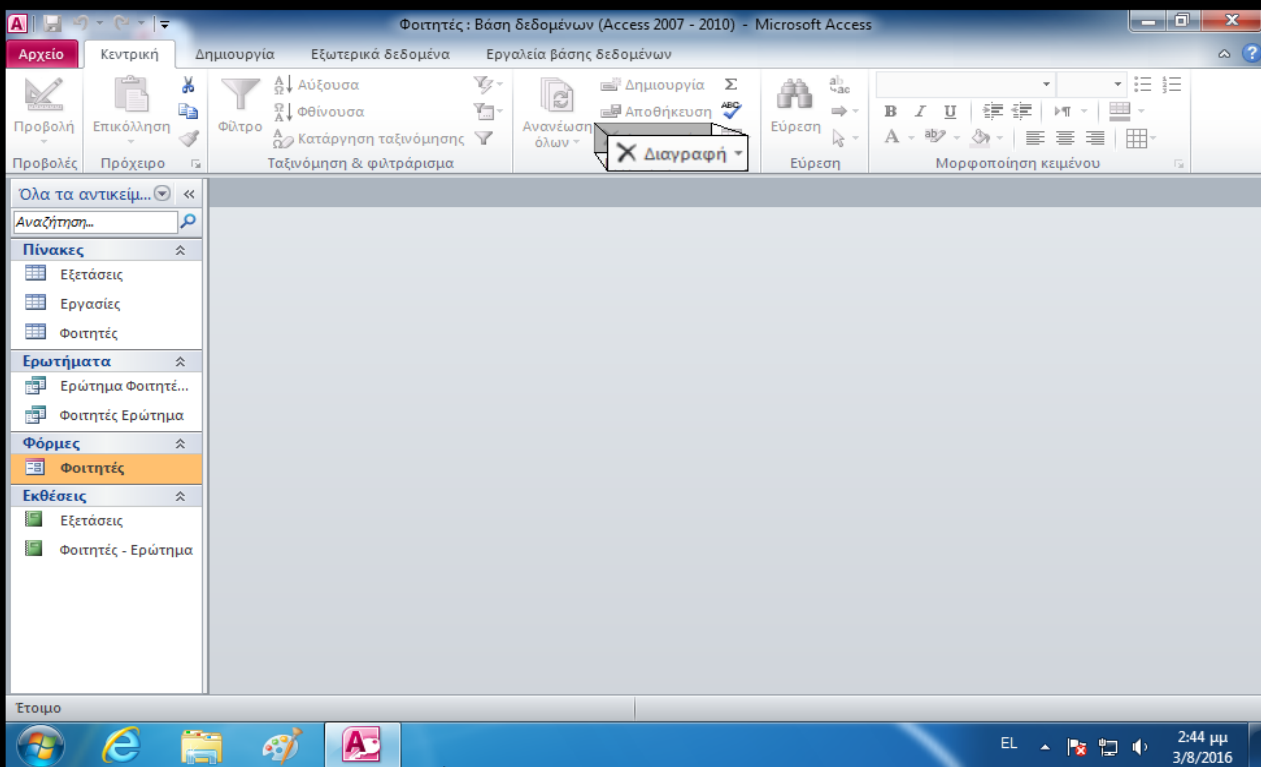 Φοιτητές : Βάση δεδομένων (Access 2007 - 2010) - Microsoft Access
Αρχείο Κεντρική Δημιουργία Εξωτερικά δεδομένα Εργαλεία βάσης δεδομένων
Προβολή
Επικόλληση
Φίλτρο
Αύξουσα
Φθίνουσα
Κατάργηση ταξινόμησης
Ανανέωση
όλων
Δημιουργία
Αποθήκευση
Διαγραφή
Εύρεση
Προβολές Πρόχειρο Ταξινόμηση & φιλτράρισμα Εύρεση Μορφοποίηση κειμένου
Όλα τα αντικείμ...
Αναζήτηση...
Πίνακες
Εξετάσεις
Εργασίες
Φοιτητές
Ερωτήματα
Ερώτημα Φοιτητέ...
Φοιτητές Ερώτημα
Φόρμες
Φοιτητές
Εκθέσεις
Εξετάσεις
Φοιτητές - Ερώτημα
Έτοιμο
EL
2:44 μμ
3/8/2016